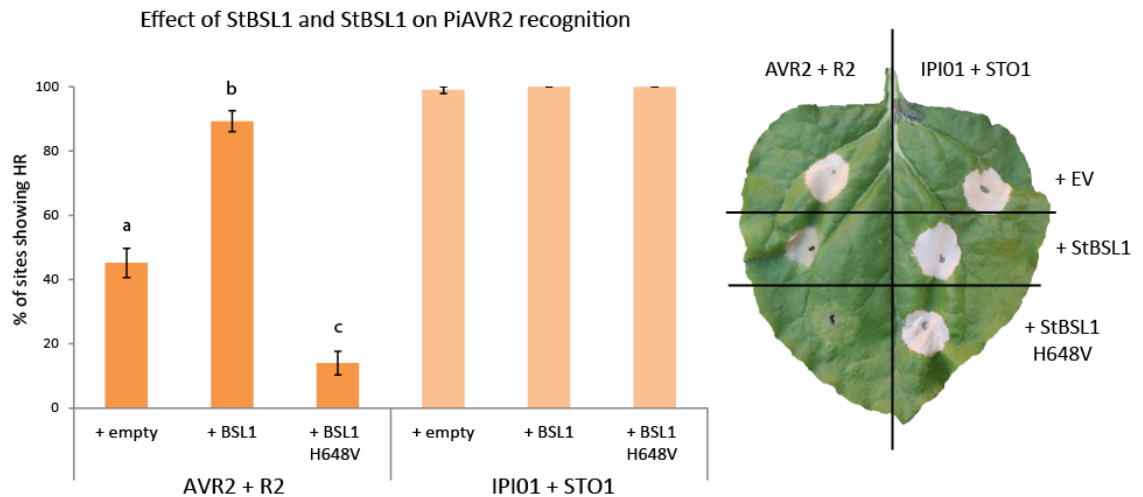 Effect of StBSL1 and StBSL1 on PiAVR2 recognition
% of sites showing HR
100
80
60
40
20
0
a
b
c
+ empty
+ BSL1
+ BSL1
H648V
+ empty
+ BSL1
+ BSL1
H648V
AVR2 + R2
IPI01 + STO1
AVR2 + R2
IPI01 + STO1
+ EV
+ StBSL1
+ StBSL1
H648V